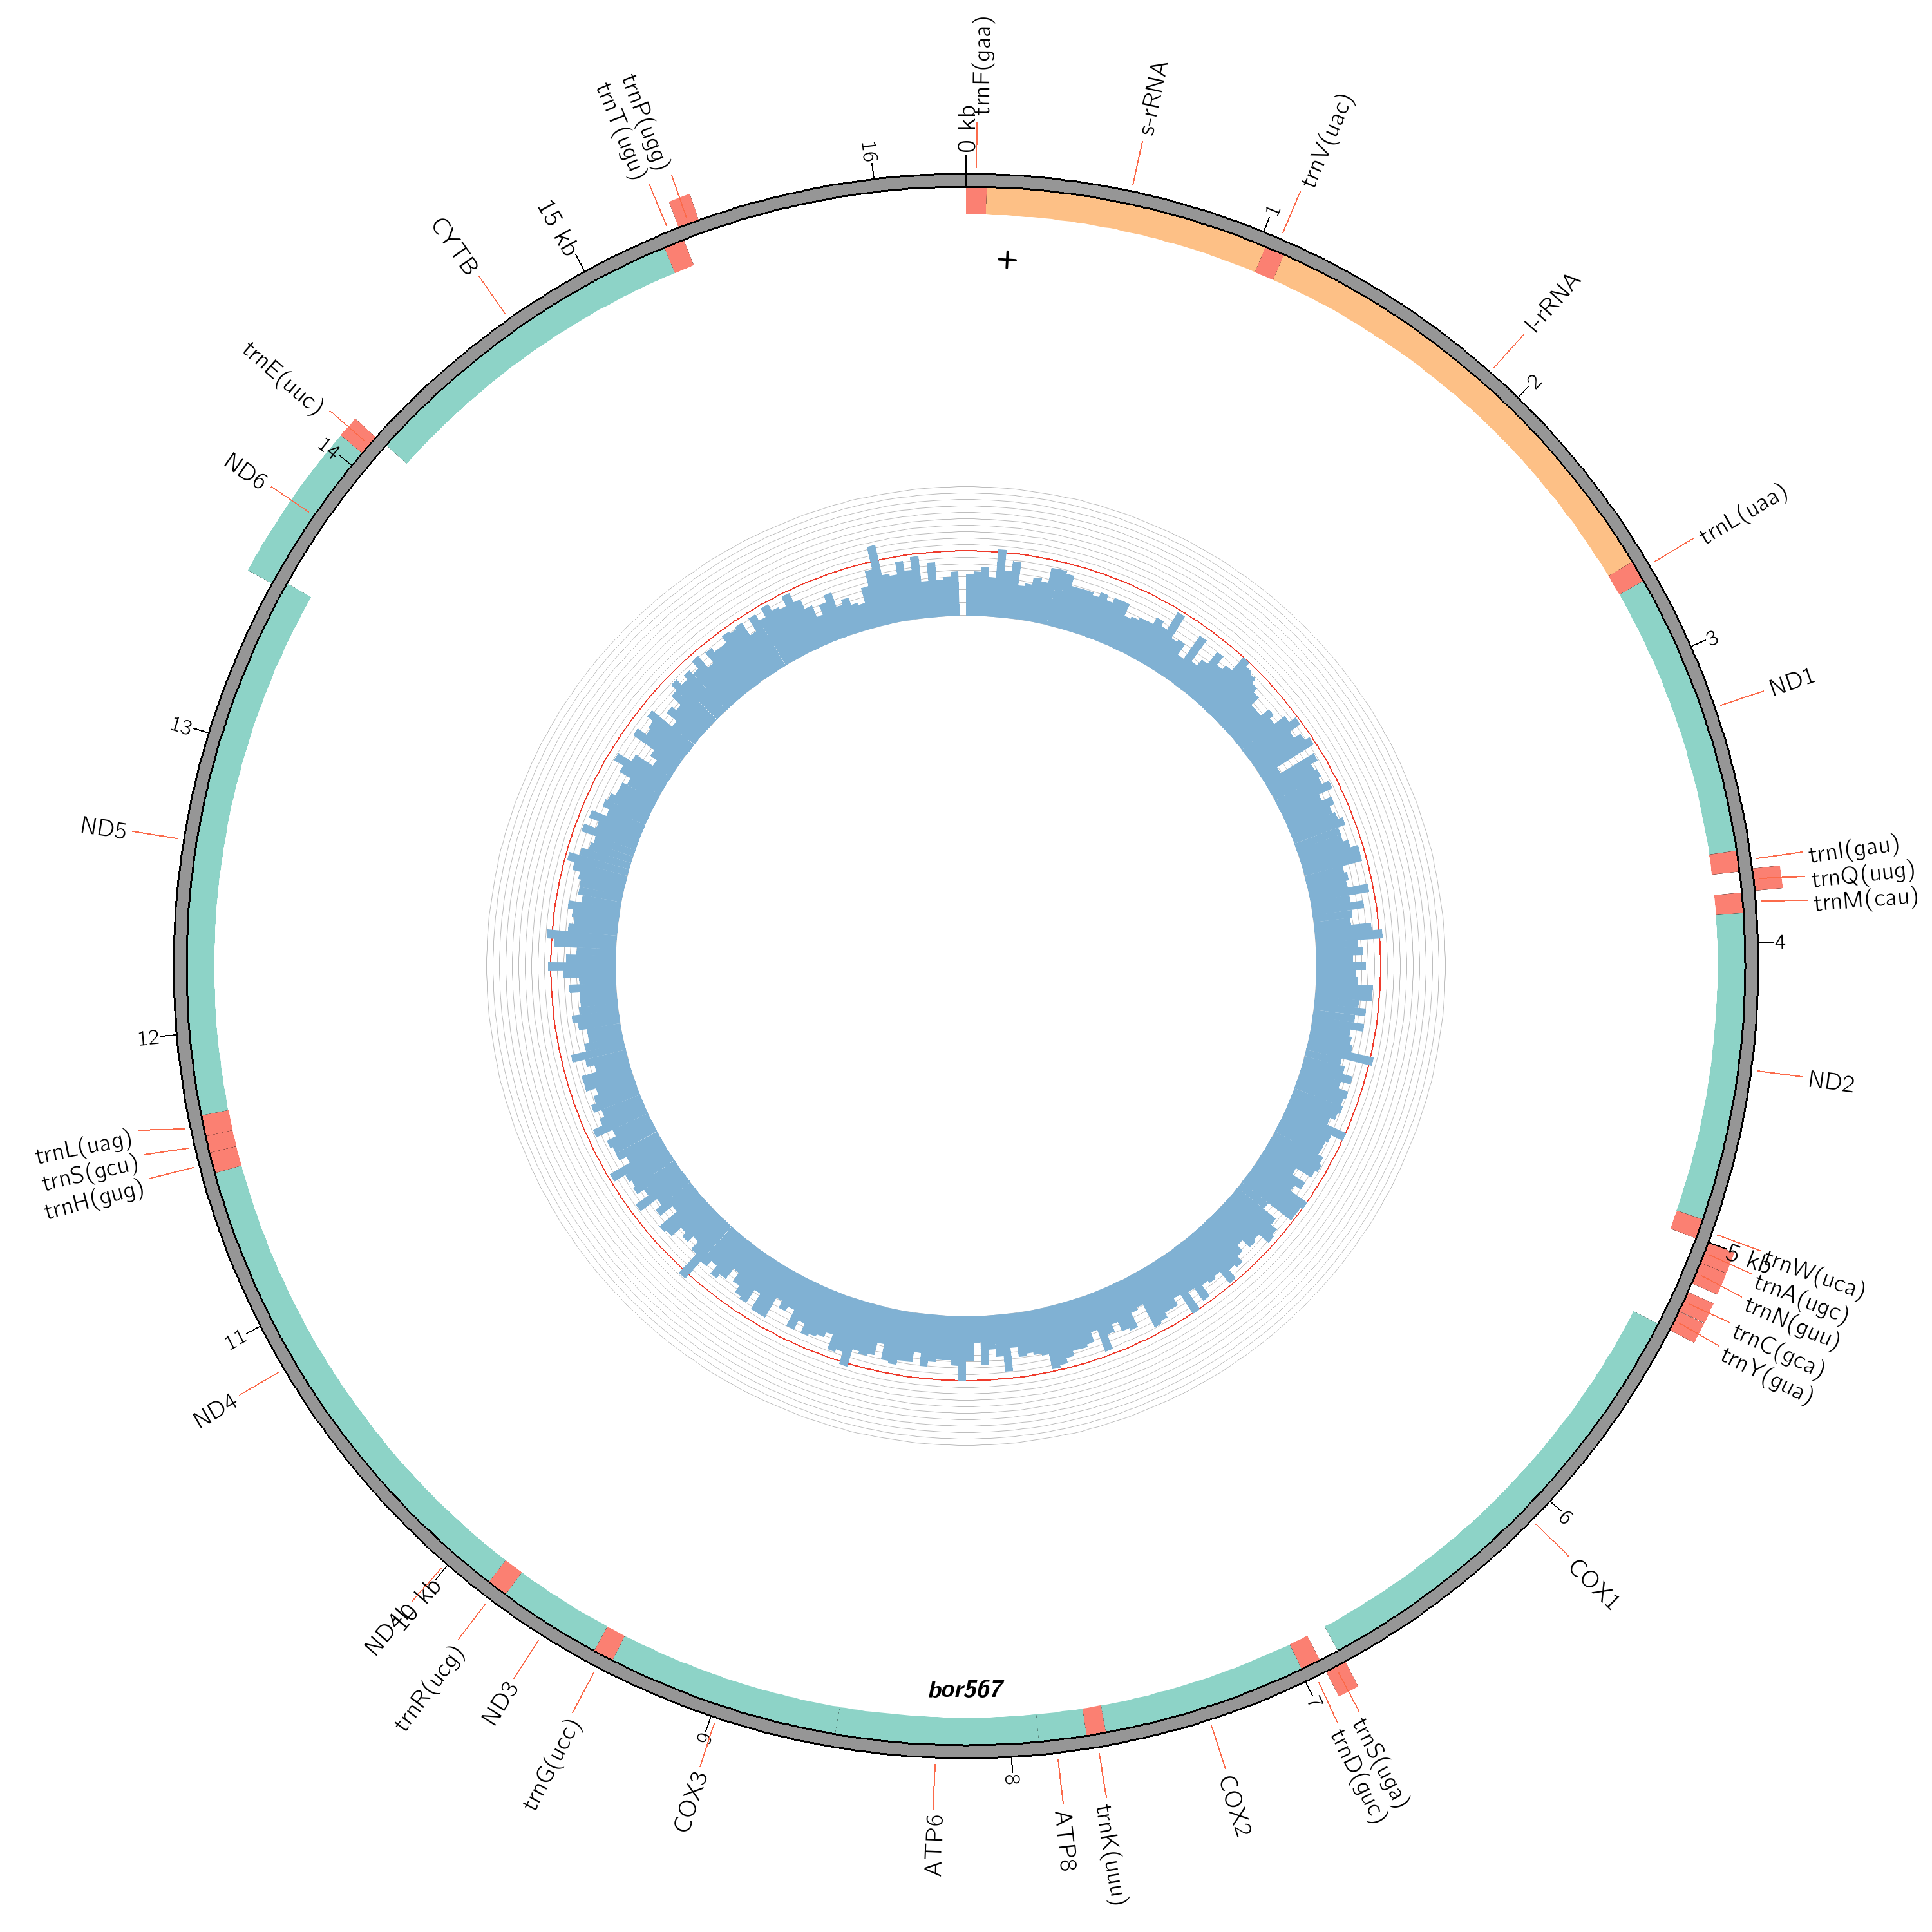 0 kb
trnF(gaa)
s-rRNA
1
trnV(uac)
l-rRNA
2
trnL(uaa)
3
ND1
trnI(gau)
trnQ(uug)
trnM(cau)
4
ND2
trnW(uca)
5 kb
trnA(ugc)
trnN(guu)
trnC(gca)
trnY(gua)
6
COX1
trnS(uga)
trnD(guc)
7
COX2
trnK(uuu)
ATP8
8
ATP6
COX3
9
trnG(ucc)
ND3
trnR(ucg)
ND4L
10 kb
ND4
11
trnH(gug)
trnS(gcu)
trnL(uag)
12
ND5
13
ND6
14
trnE(uuc)
CYTB
15 kb
trnT(ugu)
trnP(ugg)
16
+
bor567